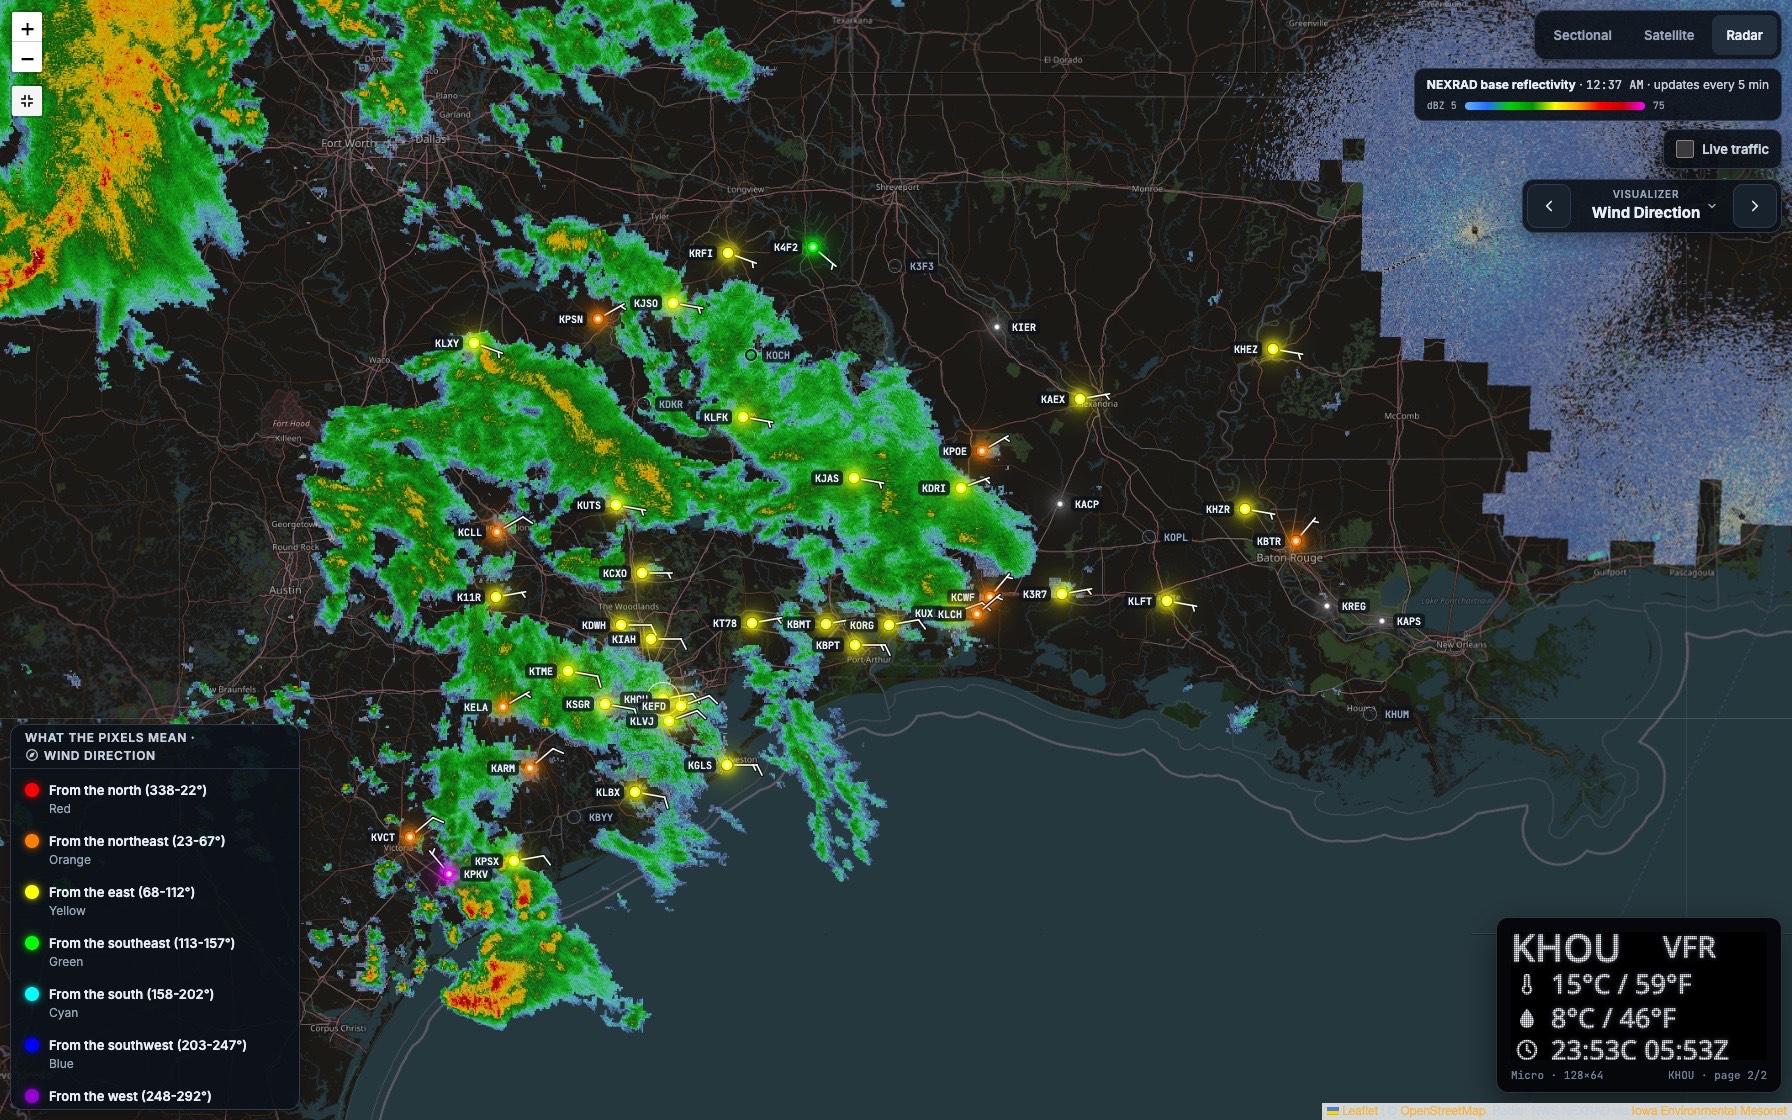 +
−
Sectional
Satellite
Radar
NEXRAD base reflectivity · 12:37 AM · updates every 5 min
dBZ 5
75
Live traffic
VISUALIZER
Wind Direction
Texarkana
Greenville
El Dorado
Plano
Garland
Fort Worth
Dallas
Longview
Shreveport
Monroe
Tyler
KRFI
K4F2
K3F3
KJSO
KPSN
KIER
KLXY
Waco
KOCH
KHEZ
KDKR
KAEX
KLFK
McComb
Fort Hood
Killeen
KPOE
KJAS
KDRI
KUTS
KACP
KHZR
Georgetown
KCLL
KOPL
KBTR
Round Rock
Baton Rouge
KCXO
Gulfport
Pascagoula
Austin
K11R
KCWF
K3R7
KLFT
Lake Pontchartrain
The Woodlands
KREG
KUX
KLCH
KDWH
KT78
KBMT
KORG
KAPS
KIAH
KBPT
New Orleans
Port Arthur
KTME
New Braunfels
KELA
KSGR
KHOU
KEFD
KLVJ
KHUM
KARM
KGLS
KLBX
KBYY
KVCT
Victoria
KPSX
KPKV
Corpus Christi
WHAT THE PIXELS MEAN ·
WIND DIRECTION
From the north (338-22°)
Red
From the northeast (23-67°)
Orange
From the east (68-112°)
Yellow
From the southeast (113-157°)
Green
From the south (158-202°)
Cyan
From the southwest (203-247°)
Blue
From the west (248-292°)
KHOU VFR
15°C / 59°F
8°C / 46°F
23:53C 05:53Z
Micro · 128×64
KHOU · page 2/2
Leaflet | © OpenStreetMap
Iowa Environmental Mesonet